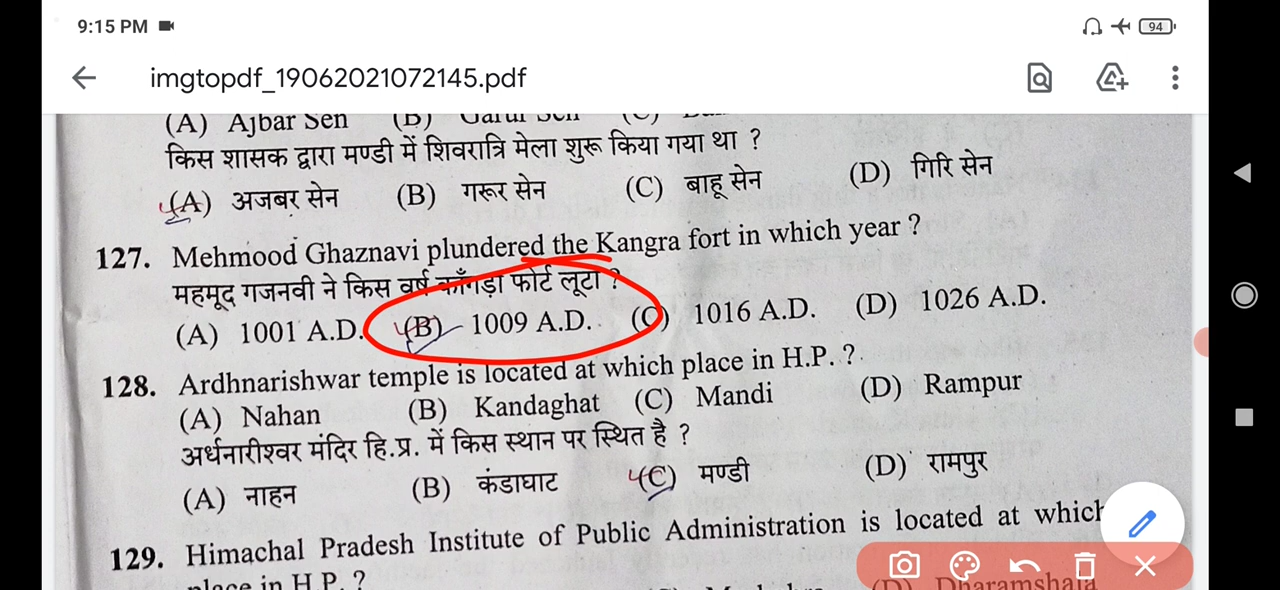 9:15 PM
94
imgtopdf_19062021072145.pdf
(A) Ajbar Sen (B) Garur Sen (C)
किस शासक द्वारा मण्डी में शिवरात्रि मेला शुरू किया गया था ?
(A) अजबर सेन (B) गरूर सेन (C) बाहू सेन (D) गिरि सेन
127. Mehmood Ghaznavi plundered the Kangra fort in which year ?
महमूद गजनवी ने किस वर्ष काँगड़ा फोर्ट लूटा ?
(A) 1001 A.D. (B) 1009 A.D. (C) 1016 A.D. (D) 1026 A.D.
128. Ardhnarishwar temple is located at which place in H.P. ?
(A) Nahan (B) Kandaghat (C) Mandi (D) Rampur
अर्धनारीश्वर मंदिर हि.प्र. में किस स्थान पर स्थित है ?
(A) नाहन (B) कंडाघाट (C) मण्डी (D) रामपुर
129. Himachal Pradesh Institute of Public Administration is located at which
place in H.P. ?
(D) Dharamshala